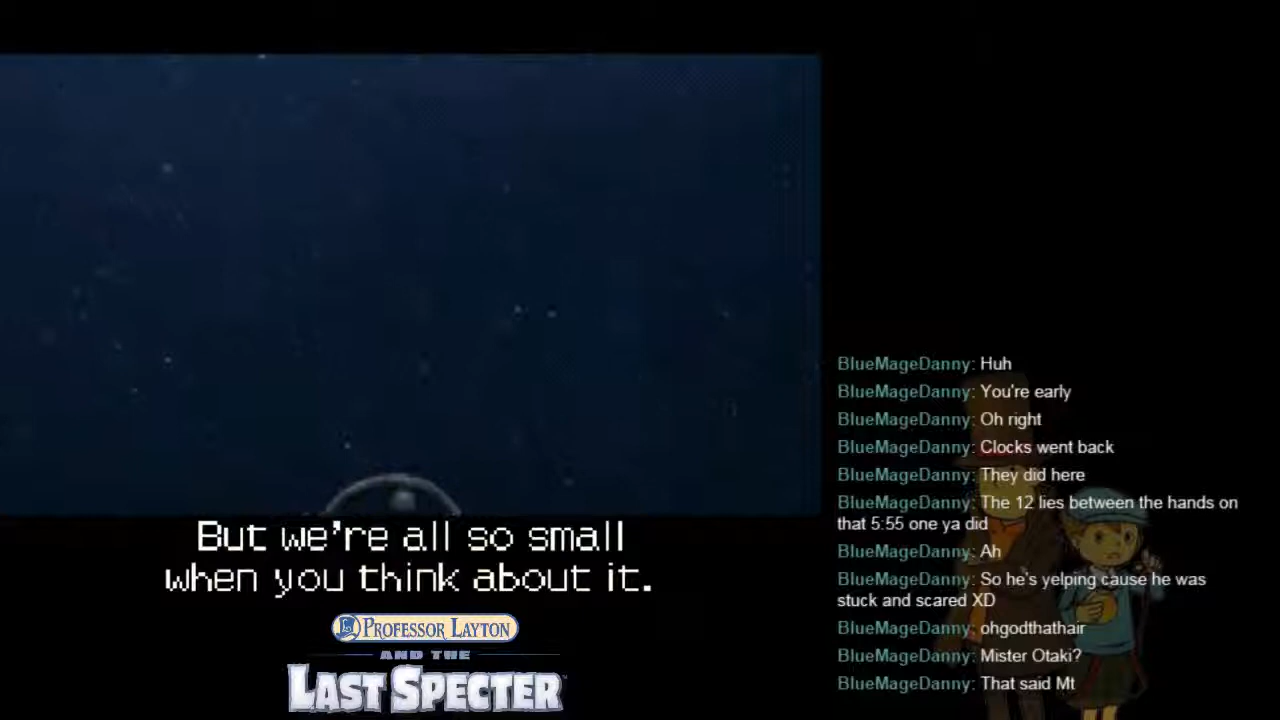 But we're all so small
when you think about it.
PROFESSOR LAYTON
AND THE
LAST SPECTER
BlueMageDanny: Huh
BlueMageDanny: You're early
BlueMageDanny: Oh right
BlueMageDanny: Clocks went back
BlueMageDanny: They did here
BlueMageDanny: The 12 lies between the hands on
that 5:55 one ya did
BlueMageDanny: Ah
BlueMageDanny: So he's yelping cause he was
stuck and scared XD
BlueMageDanny: ohgodthathair
BlueMageDanny: Mister Otaki?
BlueMageDanny: That said Mt